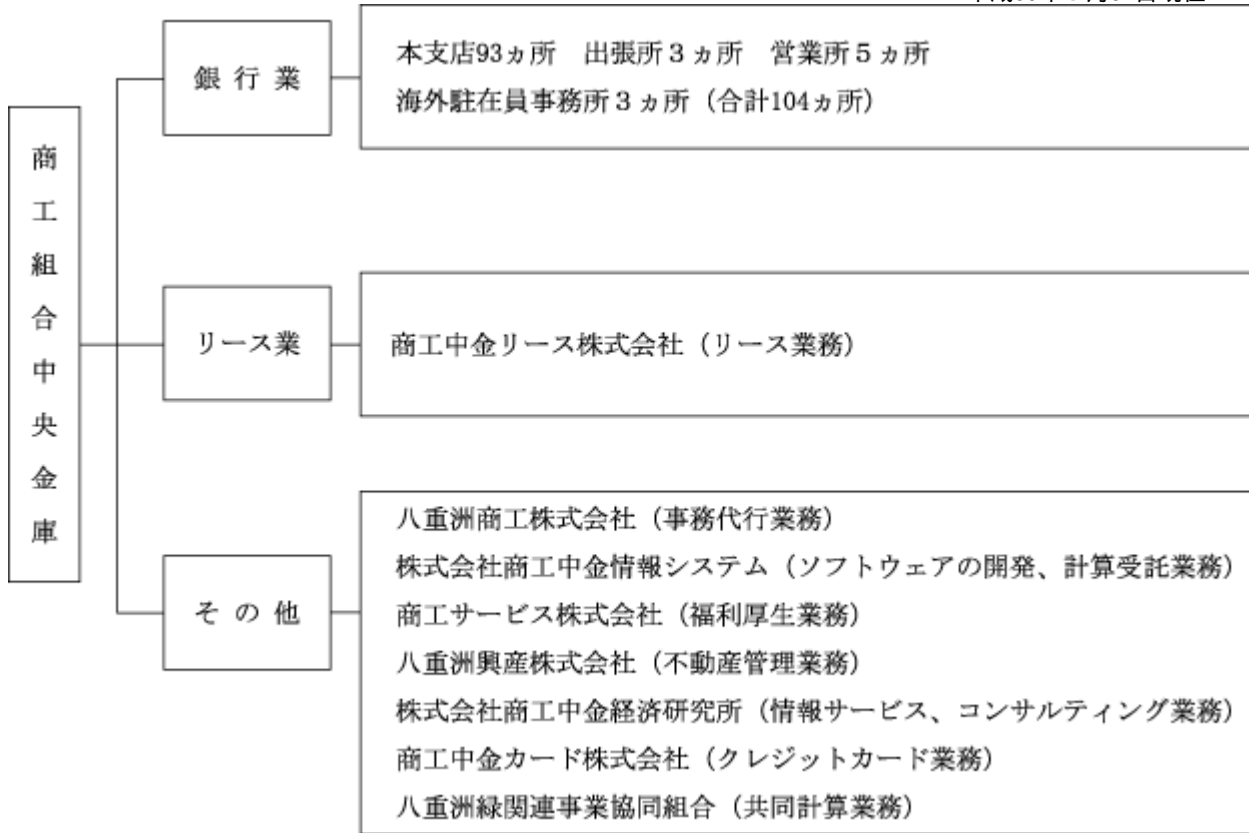 商工組合中央金庫
銀行業
本支店93ヵ所 出張所3ヵ所 営業所5ヵ所
海外駐在員事務所3ヵ所(合計104ヵ所)
リース業
商工中金リース株式会社(リース業務)
その他
八重洲商工株式会社(事務代行業務)
株式会社商工中金情報システム(ソフトウェアの開発、計算受託業務)
商工サービス株式会社(福利厚生業務)
八重洲興産株式会社(不動産管理業務)
株式会社商工中金経済研究所(情報サービス、コンサルティング業務)
商工中金カード株式会社(クレジットカード業務)
八重洲緑関連事業協同組合(共同計算業務)